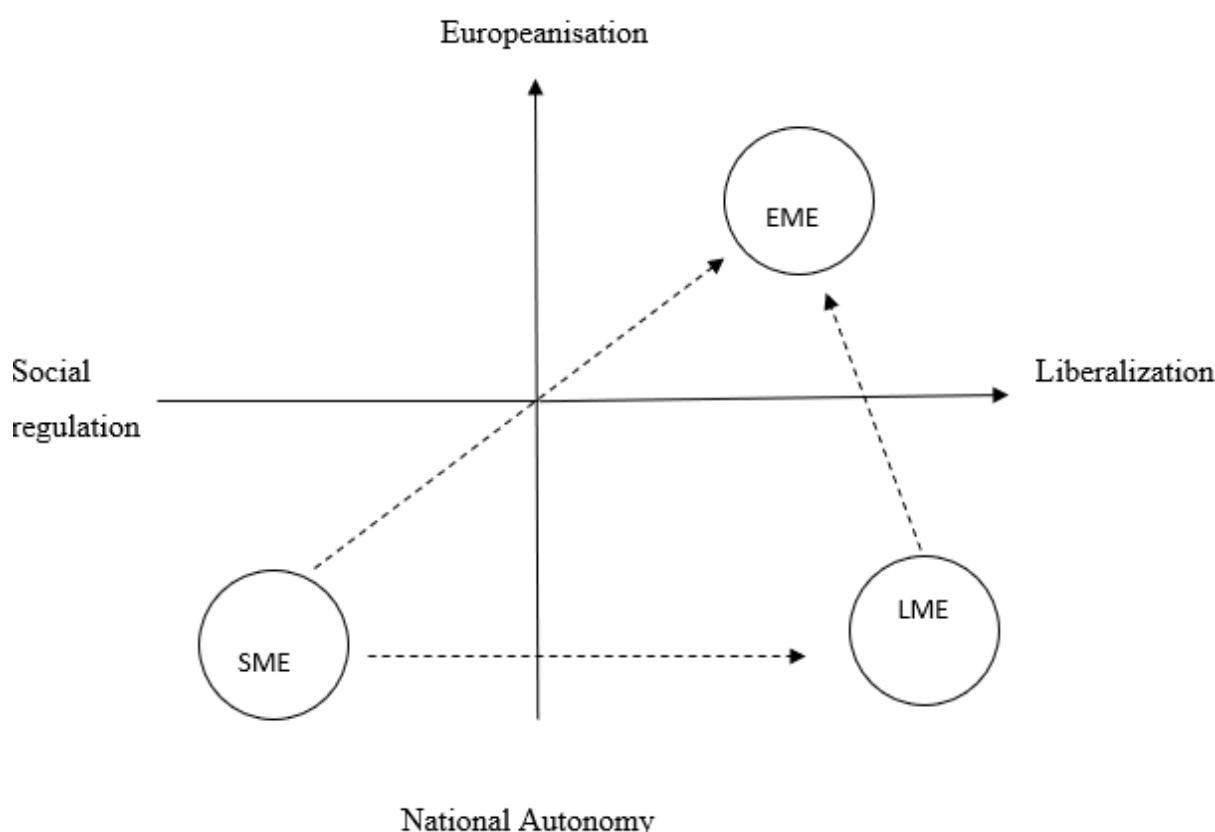 Europeanisation
EME
Social
regulation
Liberalization
LME
SME
National Autonomy